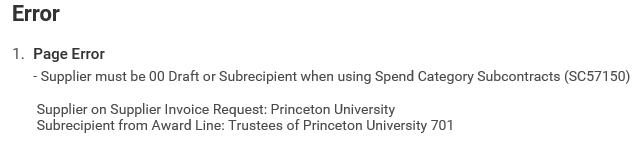 Error
1. Page Error
- Supplier must be 00 Draft or Subrecipient when using Spend Category Subcontracts (SC57150)
Supplier on Supplier Invoice Request: Princeton University
Subrecipient from Award Line: Trustees of Princeton University 701